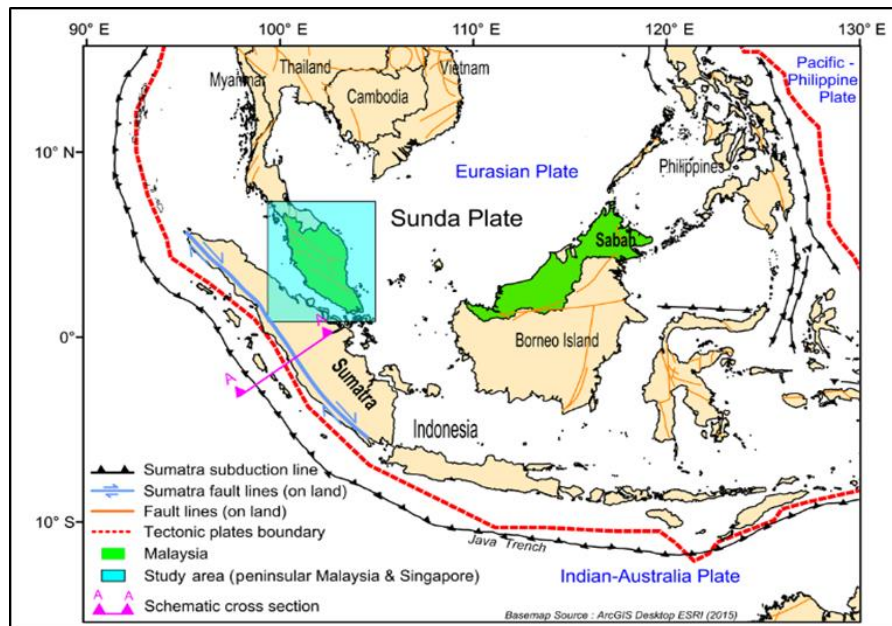 90° E
100° E
110° E
120° E
130° E
Myanmar
Thailand
Vietnam
Cambodia
Pacific -
Philippine
Plate
10° N
Eurasian Plate
Philippines
Sunda Plate
Sabah
0°
A
A
Borneo Island
Sumatra
Indonesia
Sumatra subduction line
Sumatra fault lines (on land)
Fault lines (on land)
10° S
Tectonic plates boundary
Java Trench
Malaysia
Study area (peninsular Malaysia & Singapore)
Indian-Australia Plate
A A
Schematic cross section
Basemap Source : ArcGIS Desktop ESRI (2015)